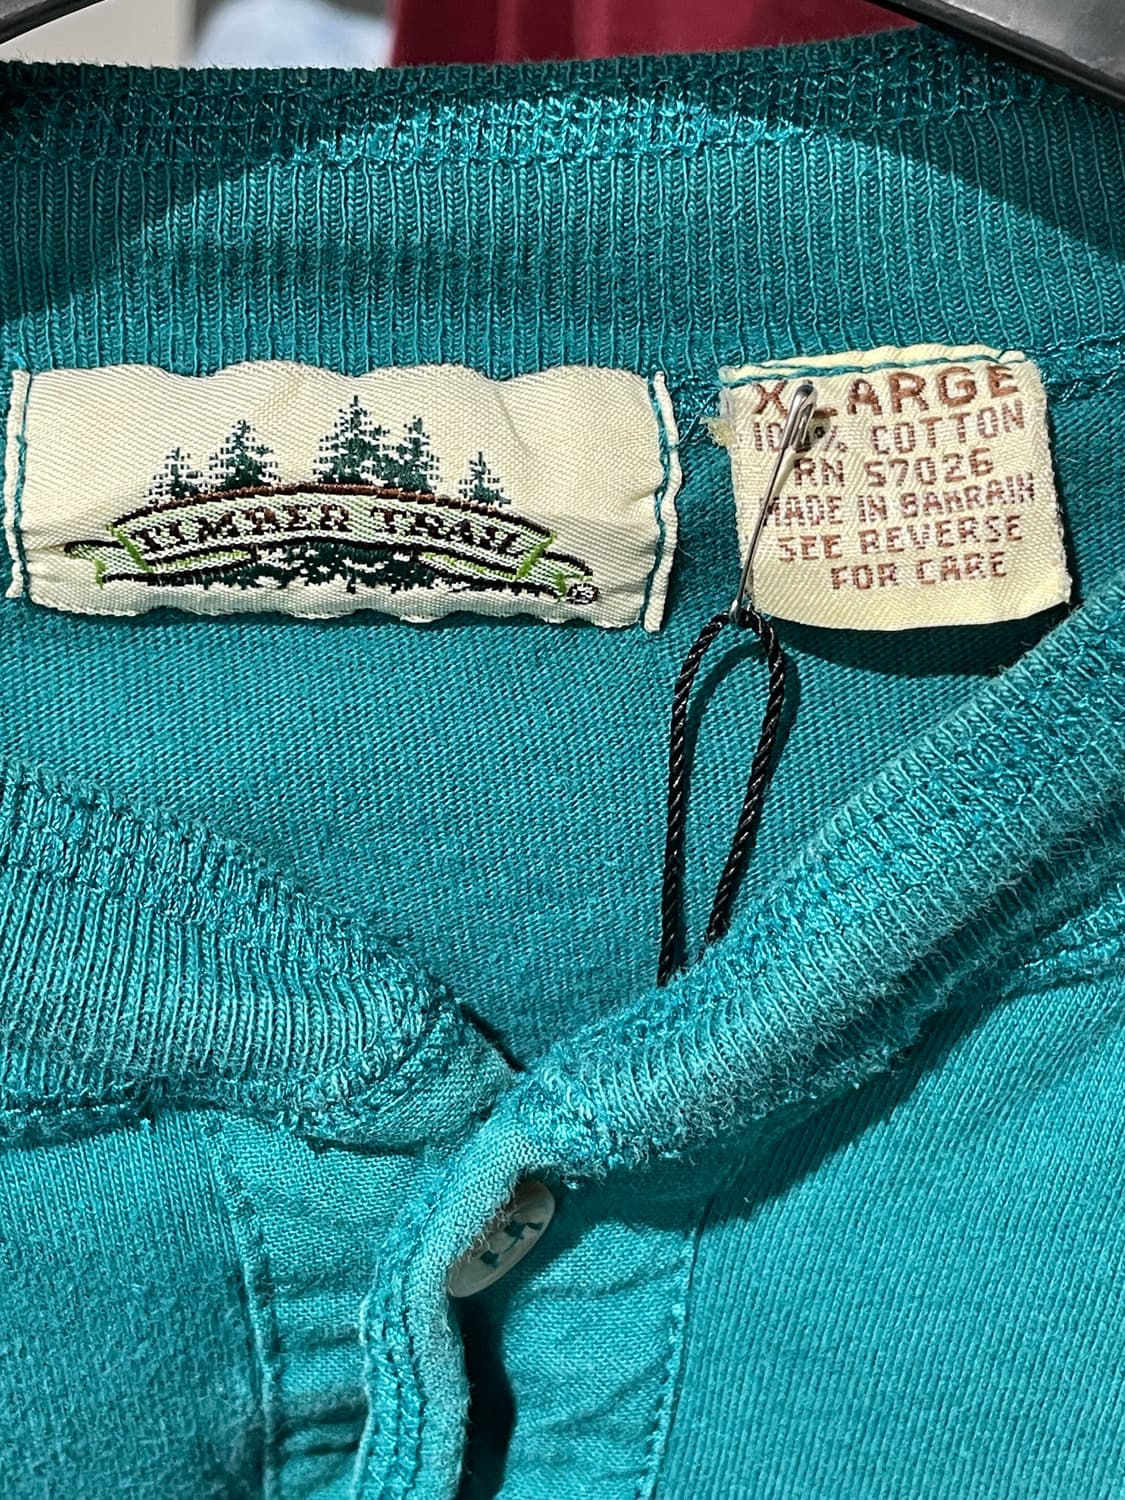 TIMBER TRAIL
X LARGE
100% COTTON
RN 57026
MADE IN BAHRAIN
SEE REVERSE
FOR CARE